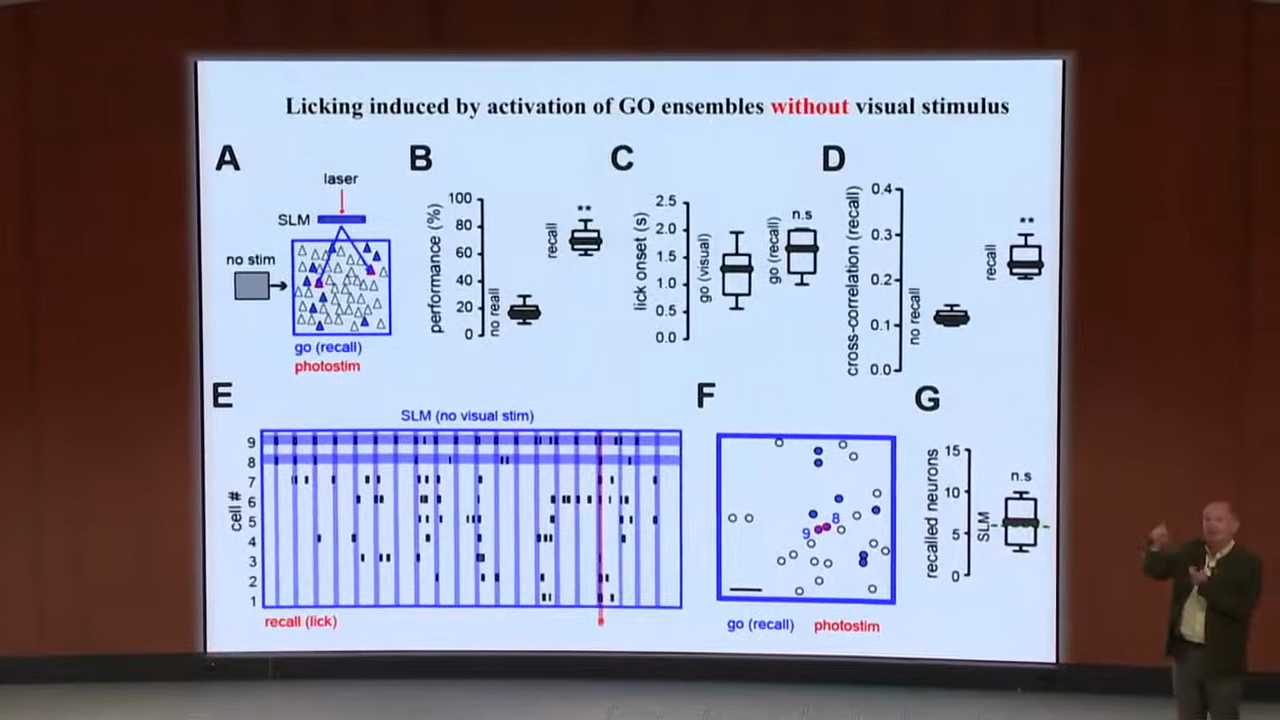 Licking induced by activation of GO ensembles without visual stimulus
A
laser
SLM
no stim
go (recall)
photostim
B
performance (%)
100
80
60
40
20
0
no reall
recall
**
C
lick onset (s)
2.5
2.0
1.5
1.0
0.5
0.0
go (visual)
go (recall)
n.s
D
cross-correlation (recall)
0.4
0.3
0.2
0.1
0.0
no recall
recall
**
E
SLM (no visual stim)
cell #
9
8
7
6
5
4
3
2
1
recall (lick)
F
8
9
go (recall) photostim
G
recalled neurons
15
10
5
0
SLM
n.s